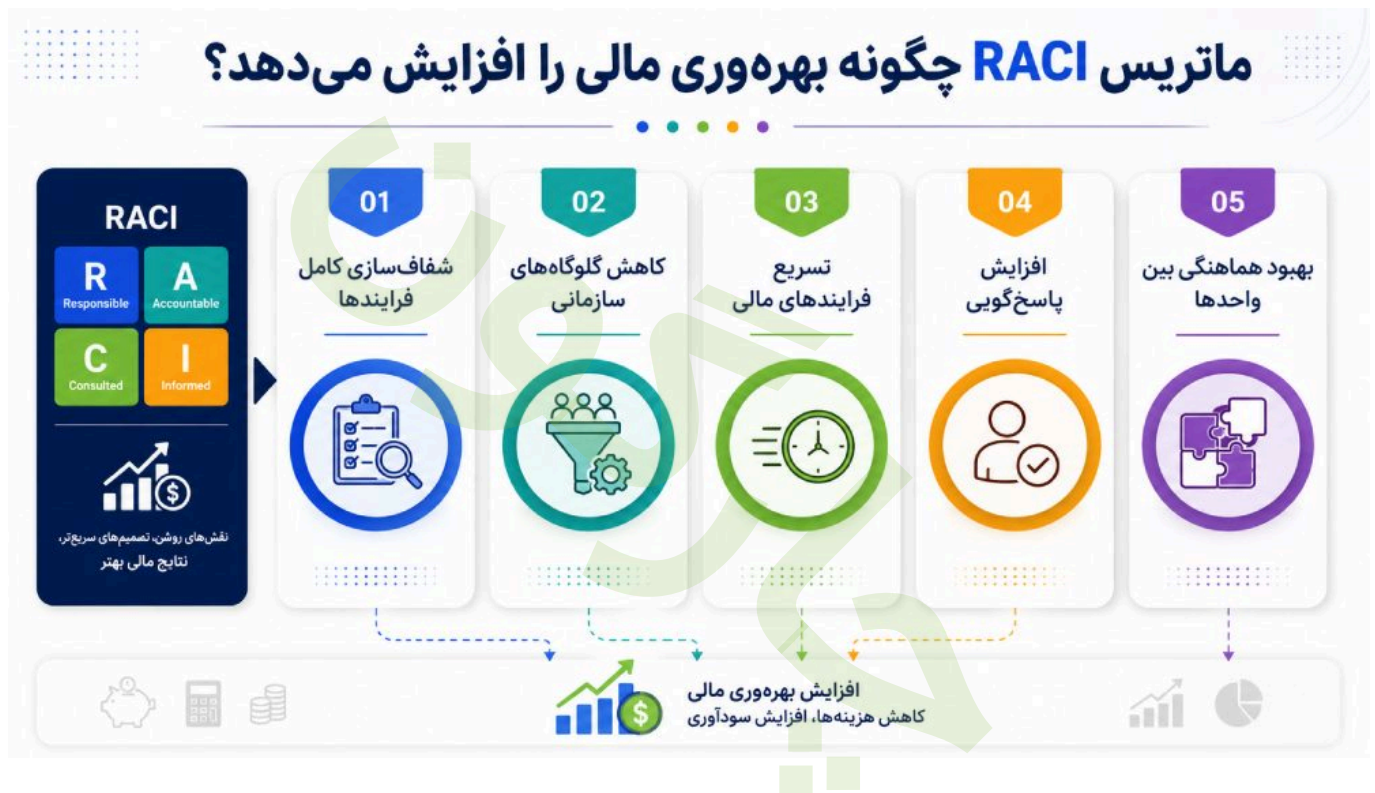 ماتریس RACI چگونه بهره‌وری مالی را افزایش می‌دهد؟
RACI
R
Responsible
A
Accountable
C
Consulted
I
Informed
نقش‌های روشن، تصمیم‌های سریع‌تر،
نتایج مالی بهتر
01
شفاف‌سازی کامل
فرایندها
02
کاهش گلوگاه‌های
سازمانی
03
تسریع
فرایندهای مالی
04
افزایش
پاسخ‌گویی
05
بهبود هماهنگی بین
واحدها
افزایش بهره‌وری مالی
کاهش هزینه‌ها، افزایش سودآوری